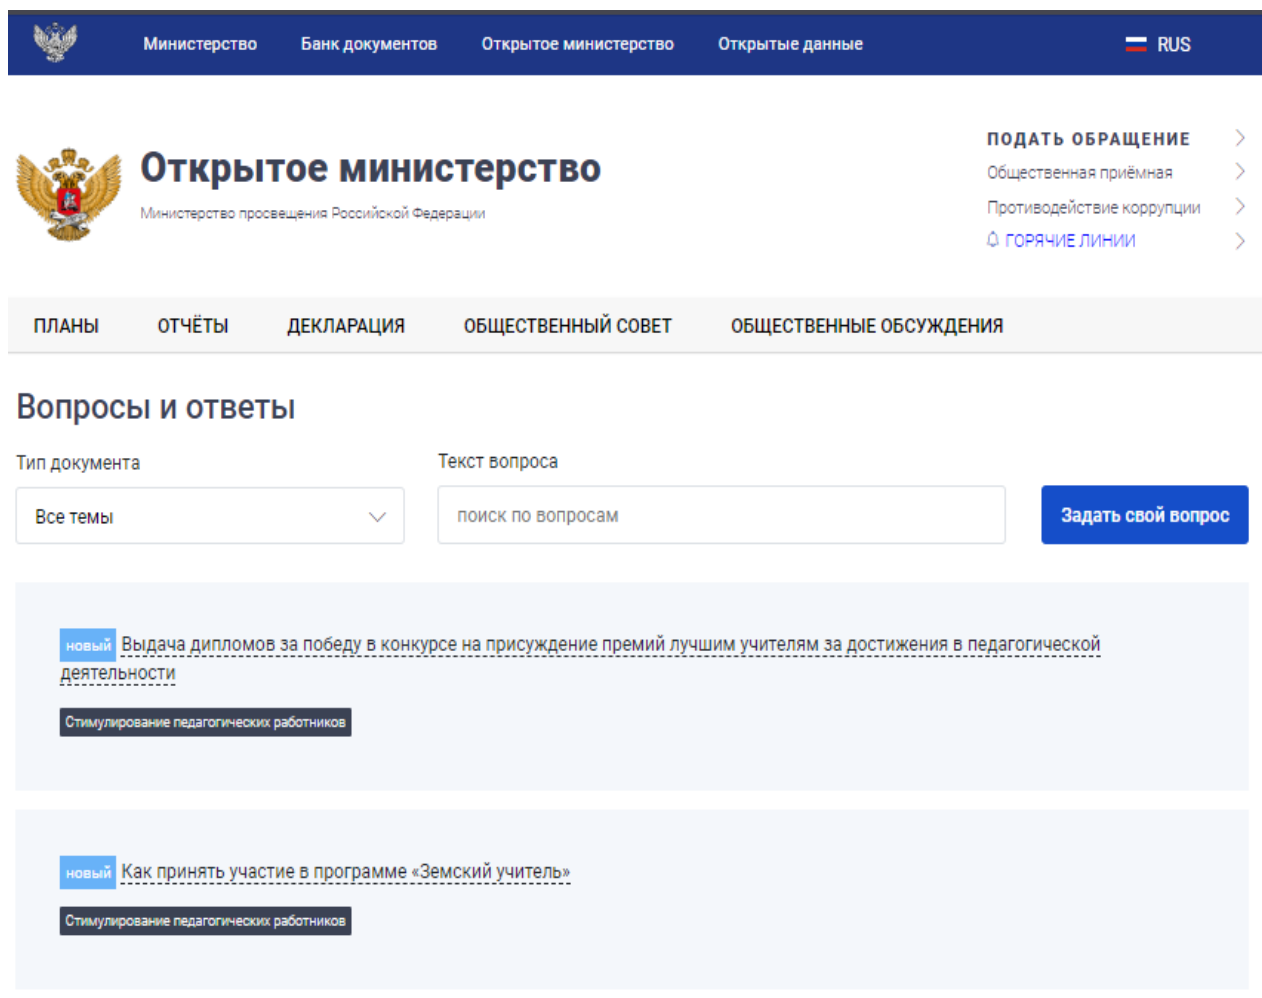 Министерство Банк документов Открытое министерство Открытые данные RUS
Открытое министерство
Министерство просвещения Российской Федерации
ПОДАТЬ ОБРАЩЕНИЕ
Общественная приёмная
Противодействие коррупции
ГОРЯЧИЕ ЛИНИИ
ПЛАНЫ ОТЧЁТЫ ДЕКЛАРАЦИЯ ОБЩЕСТВЕННЫЙ СОВЕТ ОБЩЕСТВЕННЫЕ ОБСУЖДЕНИЯ
Вопросы и ответы
Тип документа Текст вопроса
Все темы поиск по вопросам Задать свой вопрос
новый Выдача дипломов за победу в конкурсе на присуждение премий лучшим учителям за достижения в педагогической
деятельности
Стимулирование педагогических работников
новый Как принять участие в программе «Земский учитель»
Стимулирование педагогических работников